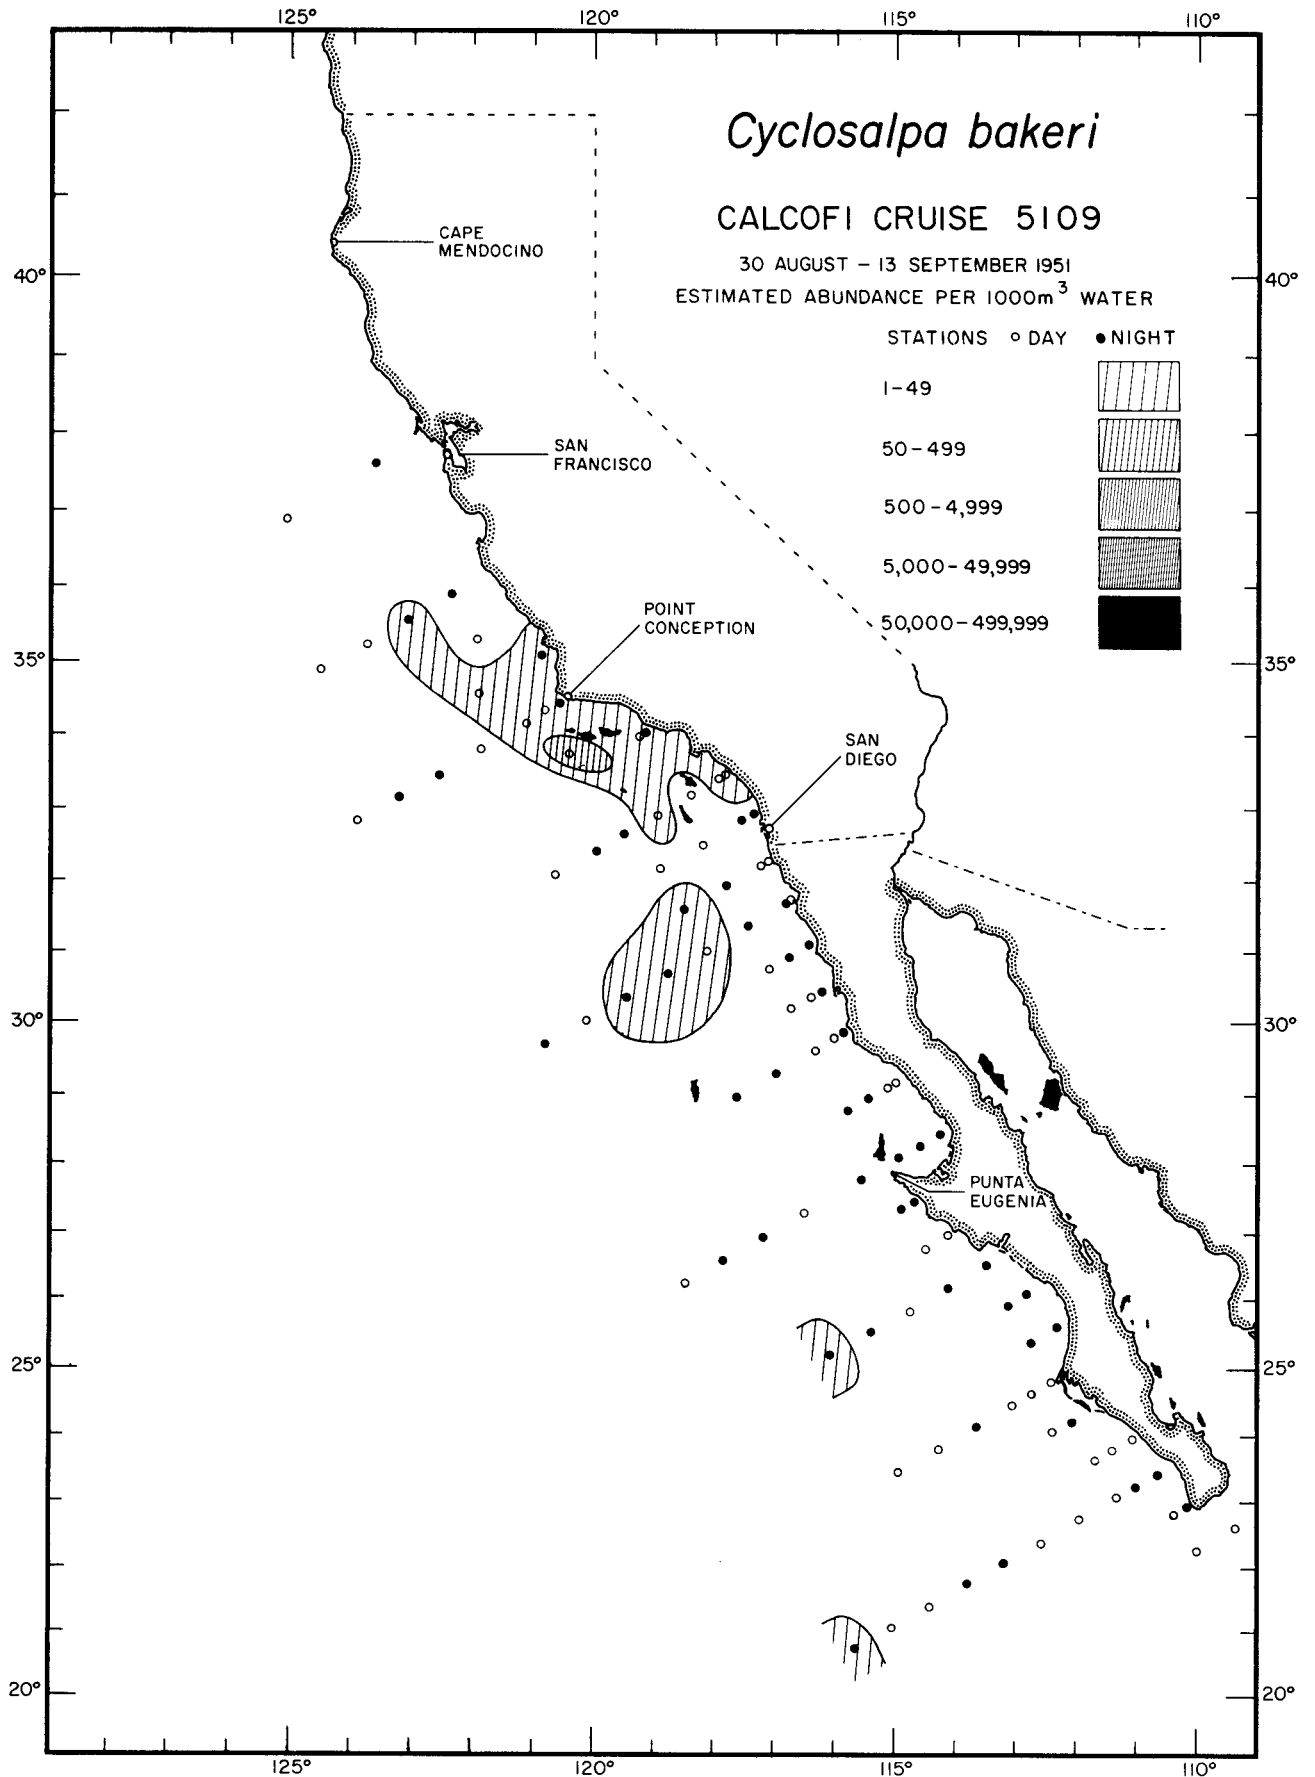 125° 120° 115° 110°
Cyclosalpa bakeri
CALCOFI CRUISE 5109
30 AUGUST – 13 SEPTEMBER 1951
ESTIMATED ABUNDANCE PER 1000m³ WATER
STATIONS ○ DAY ● NIGHT
1–49
50–499
500–4,999
5,000–49,999
50,000–499,999
CAPE
MENDOCINO
40° 40°
SAN
FRANCISCO
POINT
CONCEPTION
35° 35°
SAN
DIEGO
30° 30°
PUNTA
EUGENIA
25° 25°
20° 20°
125° 120° 115° 110°